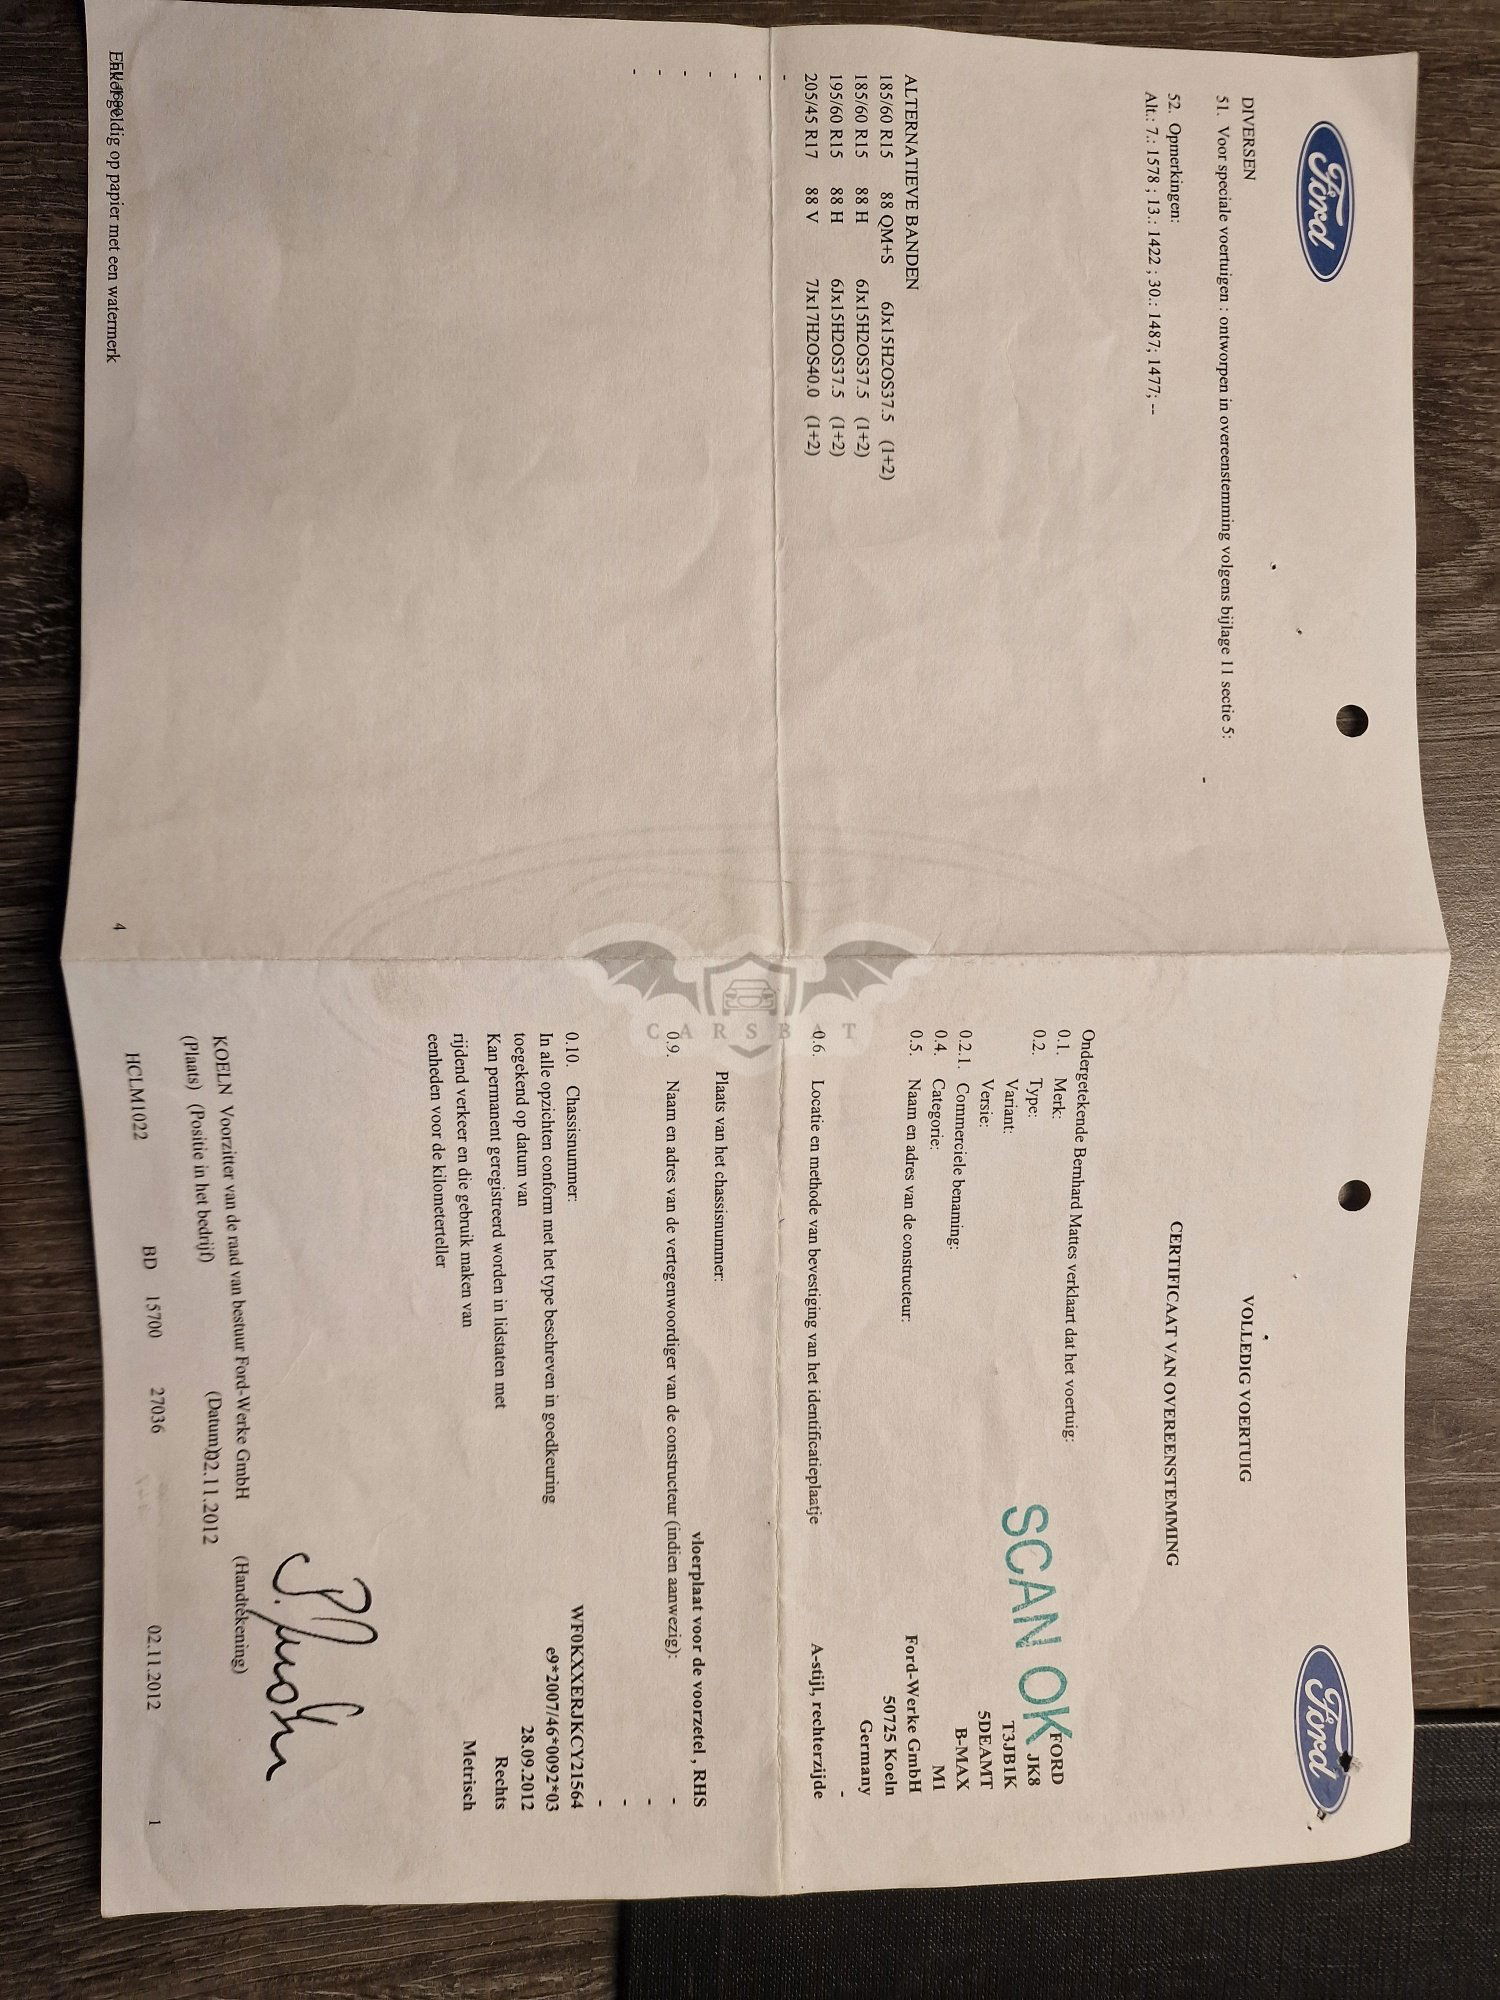 Ford
DIVERSEN
51. Voor speciale voertuigen : ontworpen in overeenstemming volgens bijlage 11 sectie 5:
-
52. Opmerkingen:
Alt.: 7.: 1578 ; 13.: 1422 ; 30.: 1487; 1477; --
ALTERNATIEVE BANDEN
185/60 R15 88 QM+S 6Jx15H2OS37.5 (1+2)
185/60 R15 88 H 6Jx15H2OS37.5 (1+2)
195/60 R15 88 H 6Jx15H2OS37.5 (1+2)
205/45 R17 88 V 7Jx17H2OS40.0 (1+2)
-
-
-
-
-
-
-
geldig op papier met een watermerk
4
Ford
VOLLEDIG VOERTUIG
CERTIFICAAT VAN OVEREENSTEMMING
SCAN OK
Ondergetekende Bernhard Mattes verklaart dat het voertuig:
0.1. Merk: FORD
0.2. Type: JK8
Variant: T3JB1K
Versie: 5DEAMT
0.2.1. Commerciele benaming: B-MAX
0.4. Categorie: M1
0.5. Naam en adres van de constructeur: Ford-Werke GmbH
50725 Koeln
Germany
-
0.6. Locatie en methode van bevestiging van het identificatieplaatje A-stijl, rechterzijde
CARSBAT
Plaats van het chassisnummer:
vloerplaat voor de voorzetel , RHS
0.9. Naam en adres van de vertegenwoordiger van de constructeur (indien aanwezig): -
-
-
-
0.10. Chassisnummer: WF0KXXERJKCY21564
In alle opzichten conform met het type beschreven in goedkeuring e9*2007/46*0092*03
toegekend op datum van 28.09.2012
Kan permanent geregistreerd worden in lidstaten met Rechts
rijdend verkeer en die gebruik maken van Metrisch
eenheden voor de kilometerteller
KOELN Voorzitter van de raad van bestuur Ford-Werke GmbH
(Plaats) (Positie in het bedrijf) (Datum)02.11.2012 (Handtekening)
HCLM1022 BD 15700 27036 02.11.2012 1